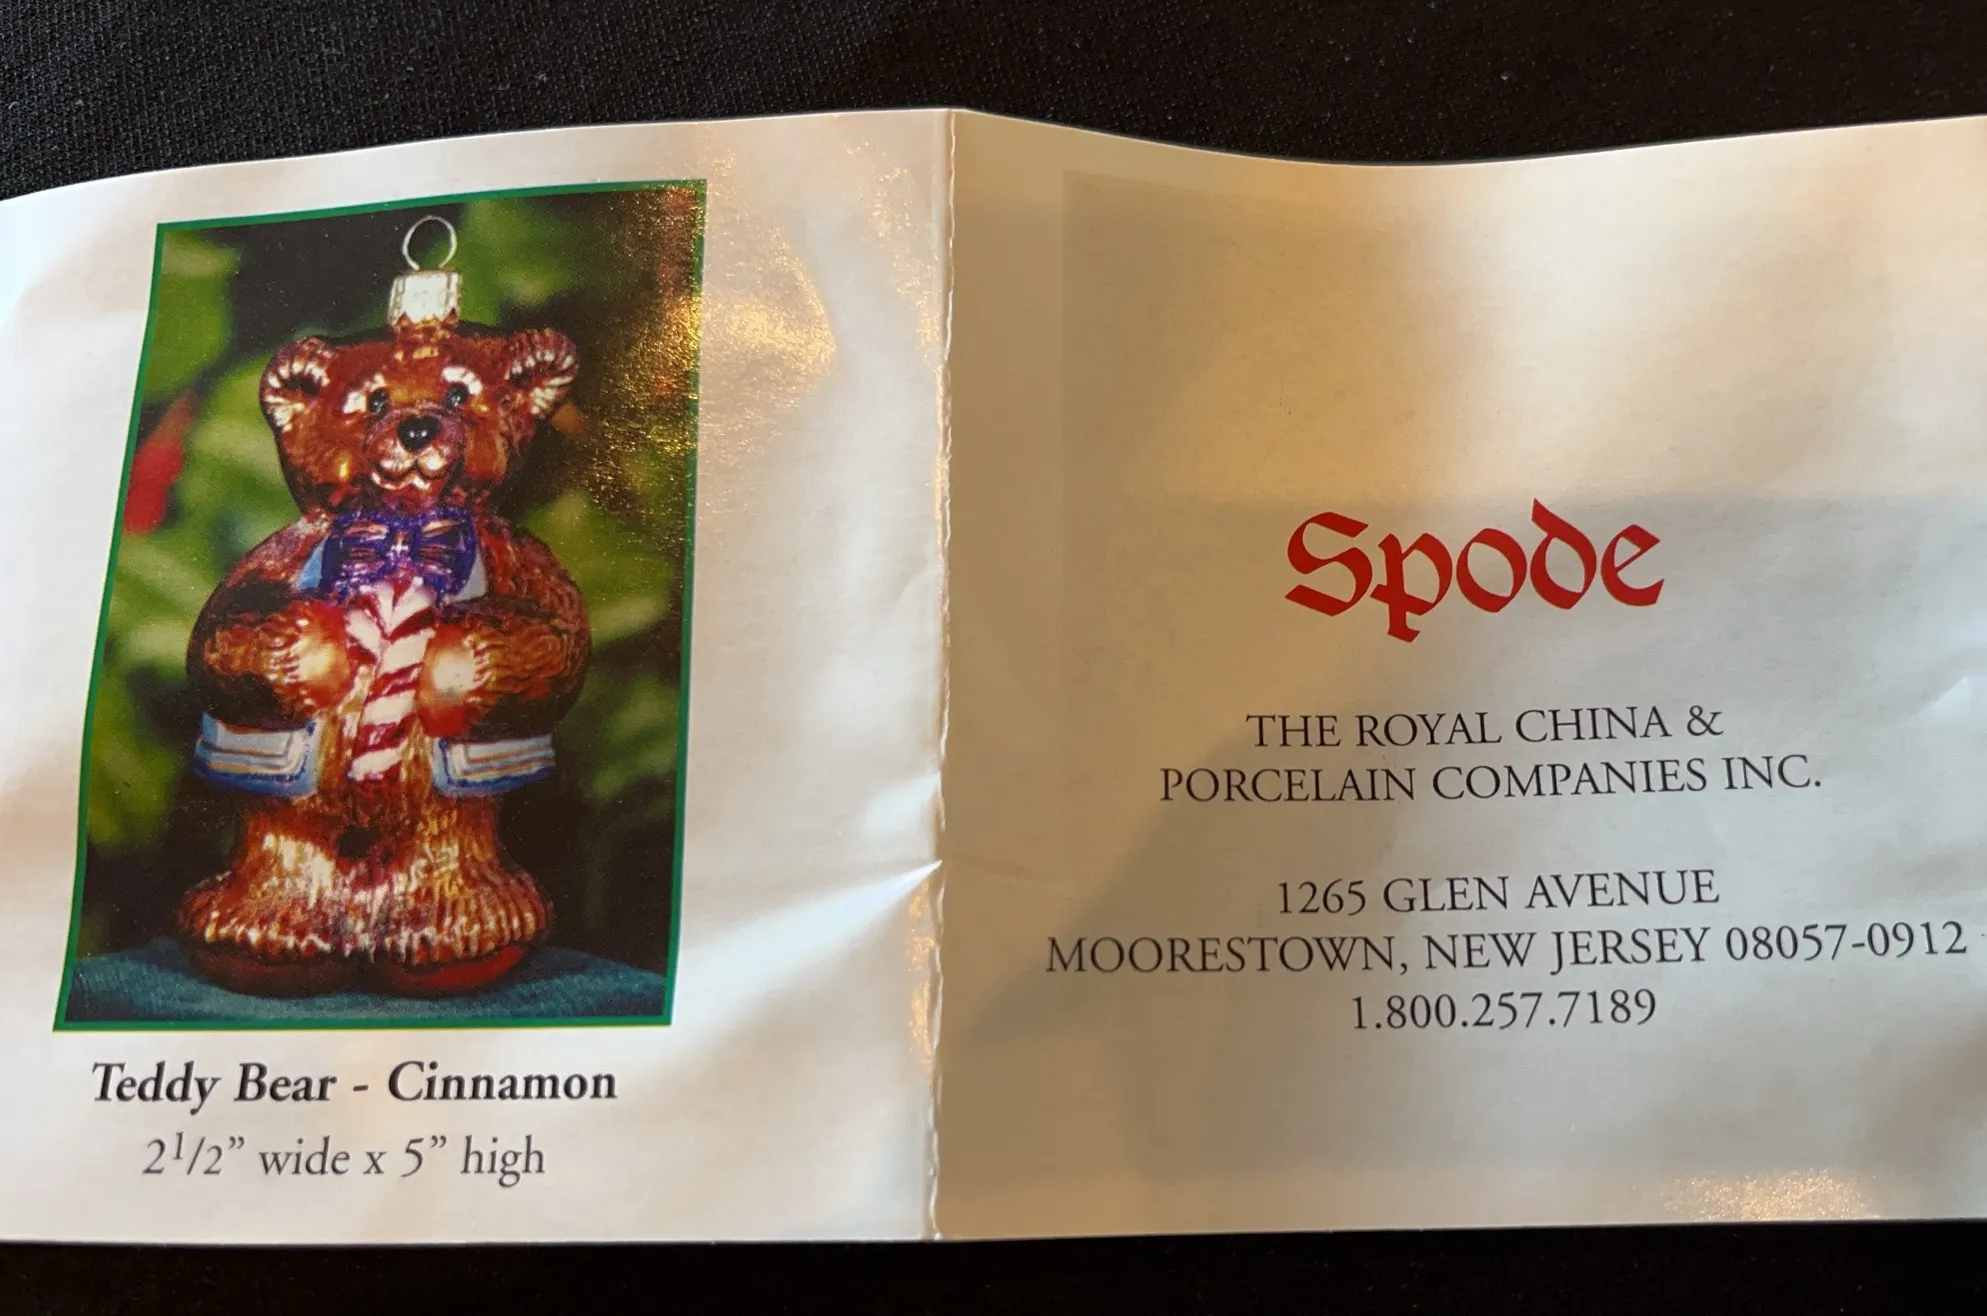 Teddy Bear - Cinnamon
2 1/2” wide x 5” high
Spode
THE ROYAL CHINA &
PORCELAIN COMPANIES INC.
1265 GLEN AVENUE
MOORESTOWN, NEW JERSEY 08057-0912
1.800.257.7189